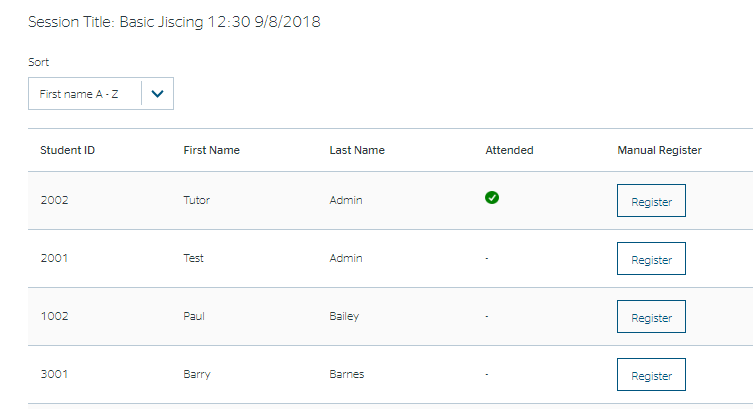 Session Title: Basic Jiscing 12:30 9/8/2018
Sort
First name A - Z
Student ID First Name Last Name Attended Manual Register
2002 Tutor Admin Register
2001 Test Admin - Register
1002 Paul Bailey - Register
3001 Barry Barnes - Register